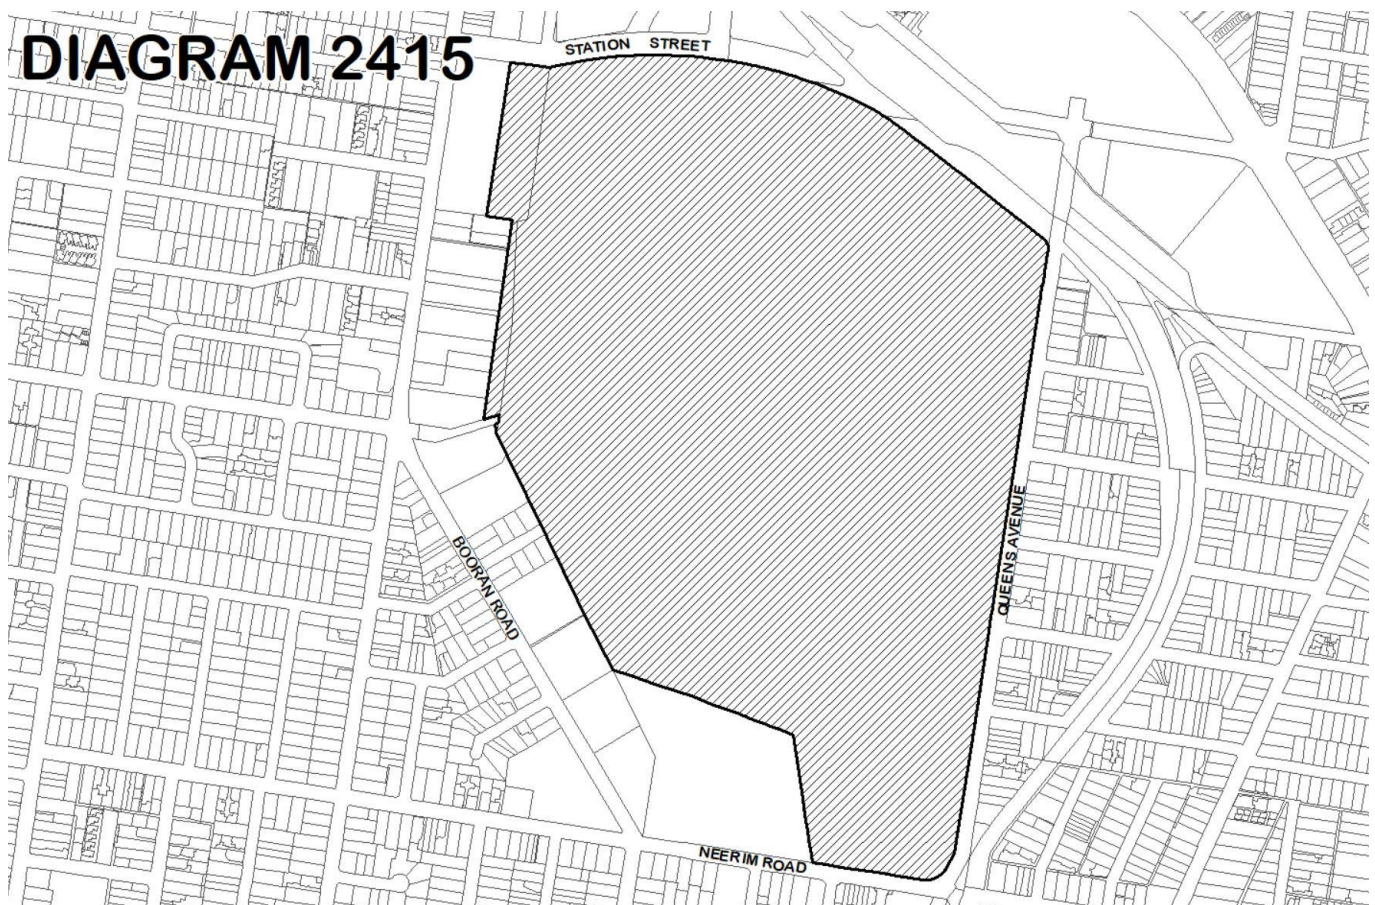 DIAGRAM 2415
STATION STREET
QUEENS AVENUE
BOORAN ROAD
NEERIM ROAD